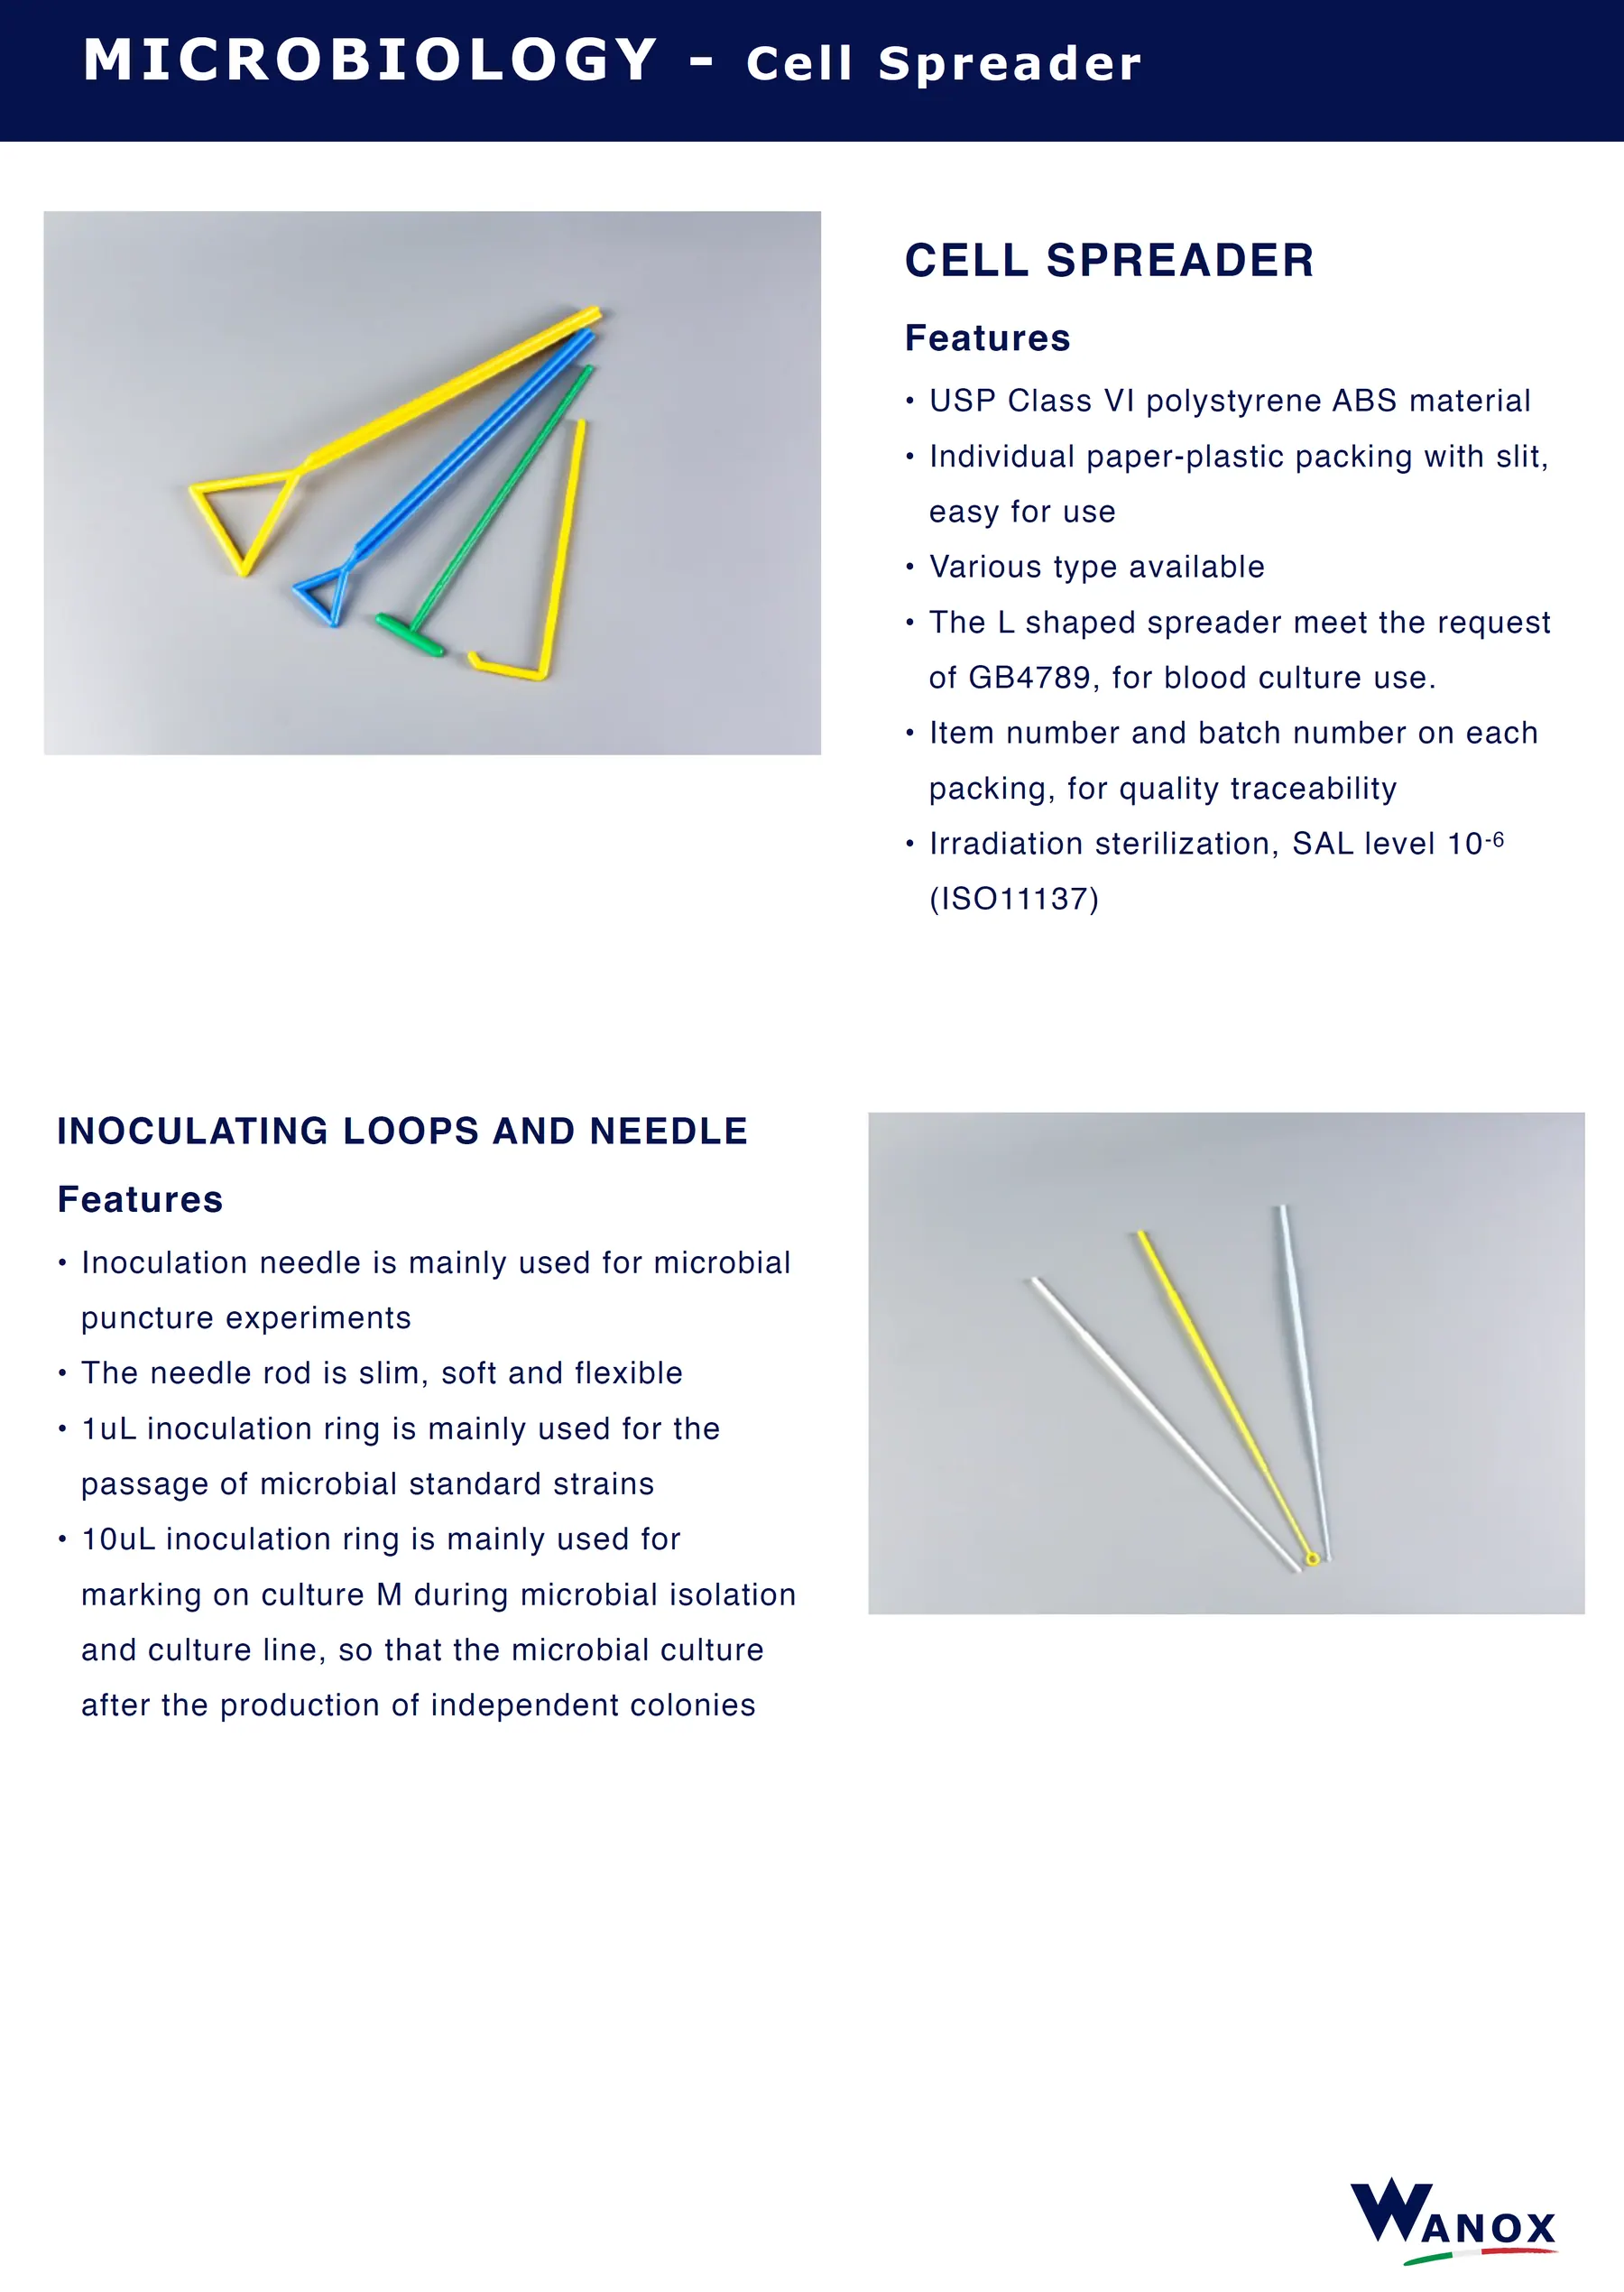 MICROBIOLOGY - Cell Spreader
CELL SPREADER
Features
• USP Class VI polystyrene ABS material
• Individual paper-plastic packing with slit,
easy for use
• Various type available
• The L shaped spreader meet the request
of GB4789, for blood culture use.
• Item number and batch number on each
packing, for quality traceability
• Irradiation sterilization, SAL level 10⁻⁶
(ISO11137)
INOCULATING LOOPS AND NEEDLE
Features
• Inoculation needle is mainly used for microbial
puncture experiments
• The needle rod is slim, soft and flexible
• 1uL inoculation ring is mainly used for the
passage of microbial standard strains
• 10uL inoculation ring is mainly used for
marking on culture M during microbial isolation
and culture line, so that the microbial culture
after the production of independent colonies
WANOX